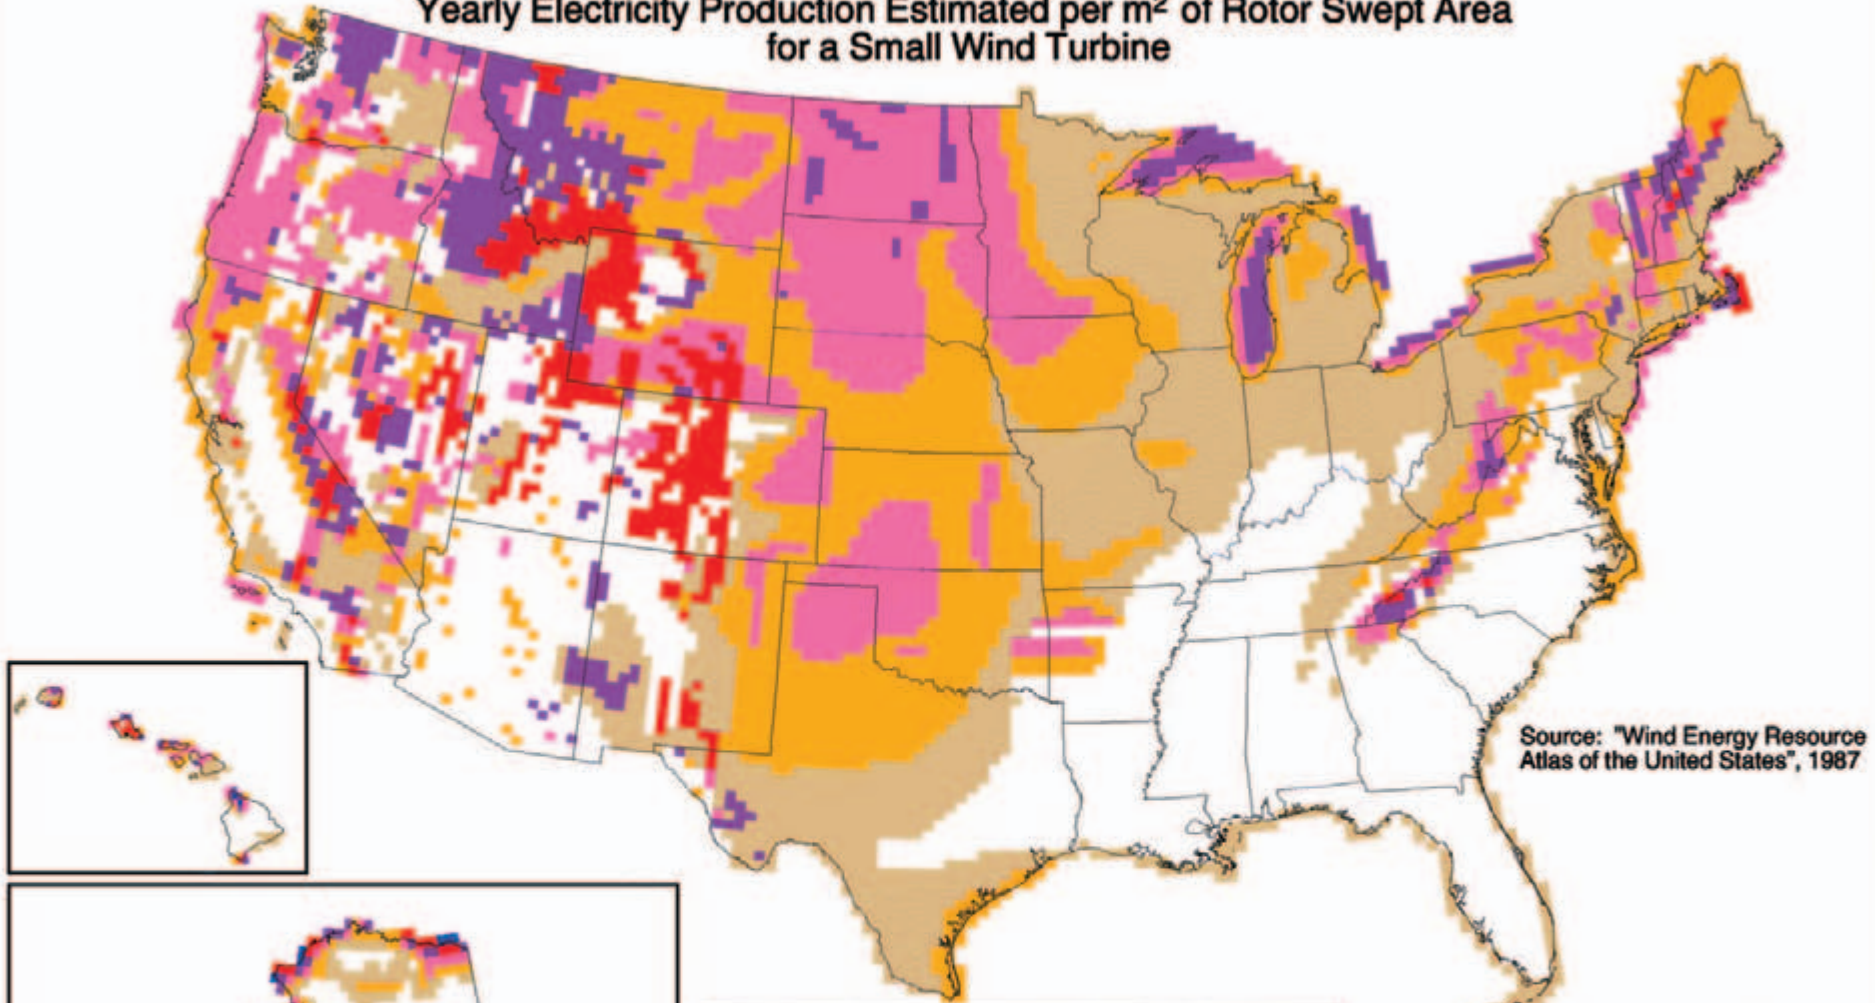 Yearly Electricity Production Estimated per m² of Rotor Swept Area
for a Small Wind Turbine
Source: "Wind Energy Resource
Atlas of the United States", 1987